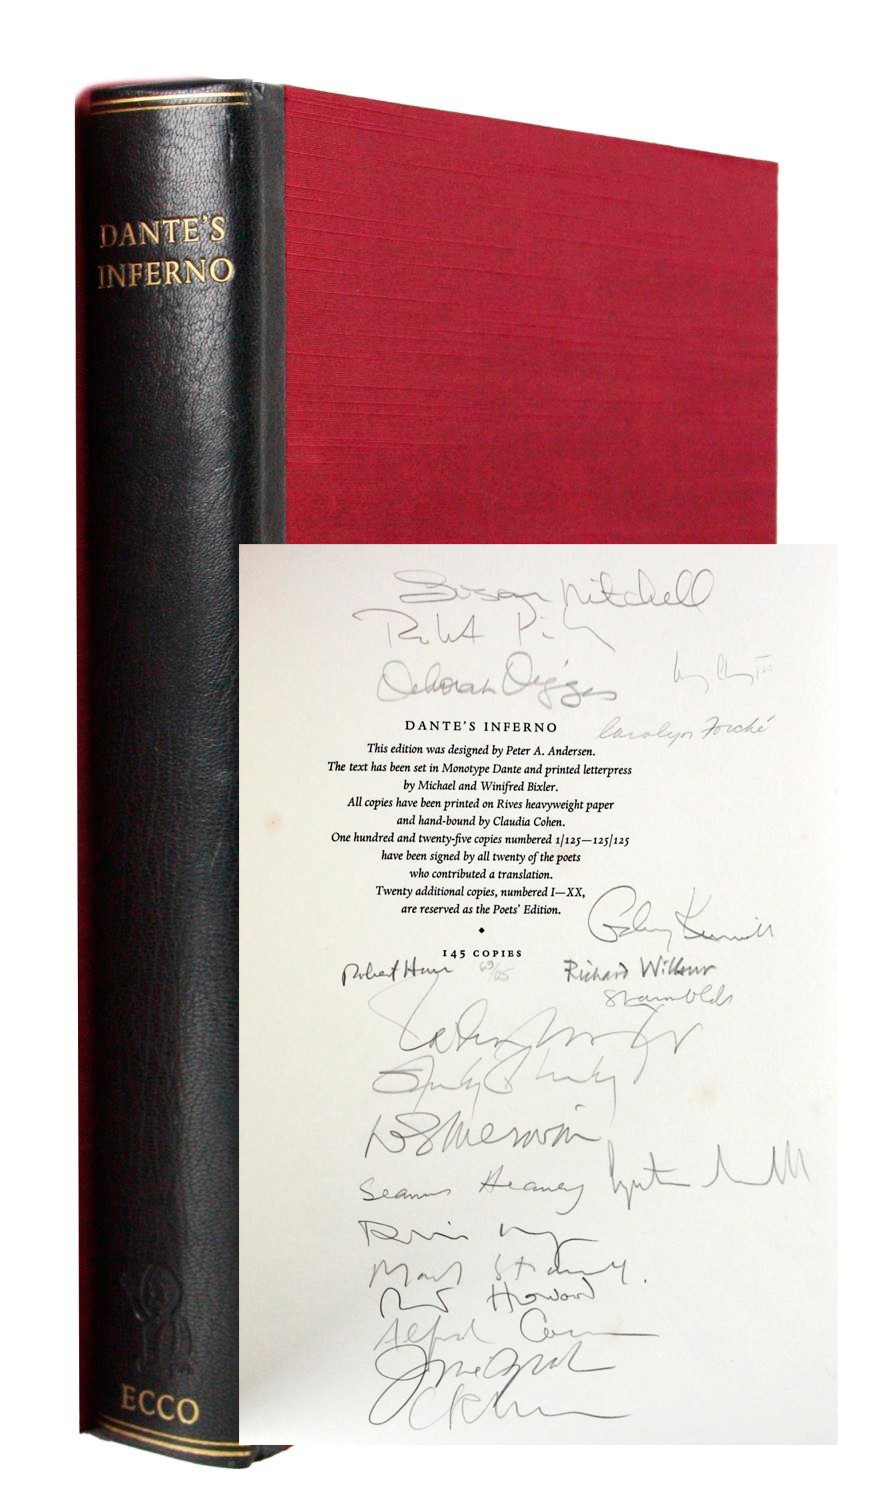 DANTE'S
INFERNO
ECCO
Susan Mitchell
Deborah Digges
Carolyn Forché
DANTE'S INFERNO
This edition was designed by Peter A. Andersen.
The text has been set in Monotype Dante and printed letterpress
by Michael and Winifred Bixler.
All copies have been printed on Rives heavyweight paper
and hand-bound by Claudia Cohen.
One hundred and twenty-five copies numbered 1/125—125/125
have been signed by all twenty of the poets
who contributed a translation.
Twenty additional copies, numbered I—XX,
are reserved as the Poets' Edition.
145 COPIES
Robert Hass
Richard Wilbur
Sharon Olds
W S Merwin
Seamus Heaney
Mark Strand
Howard
Alfred Corn